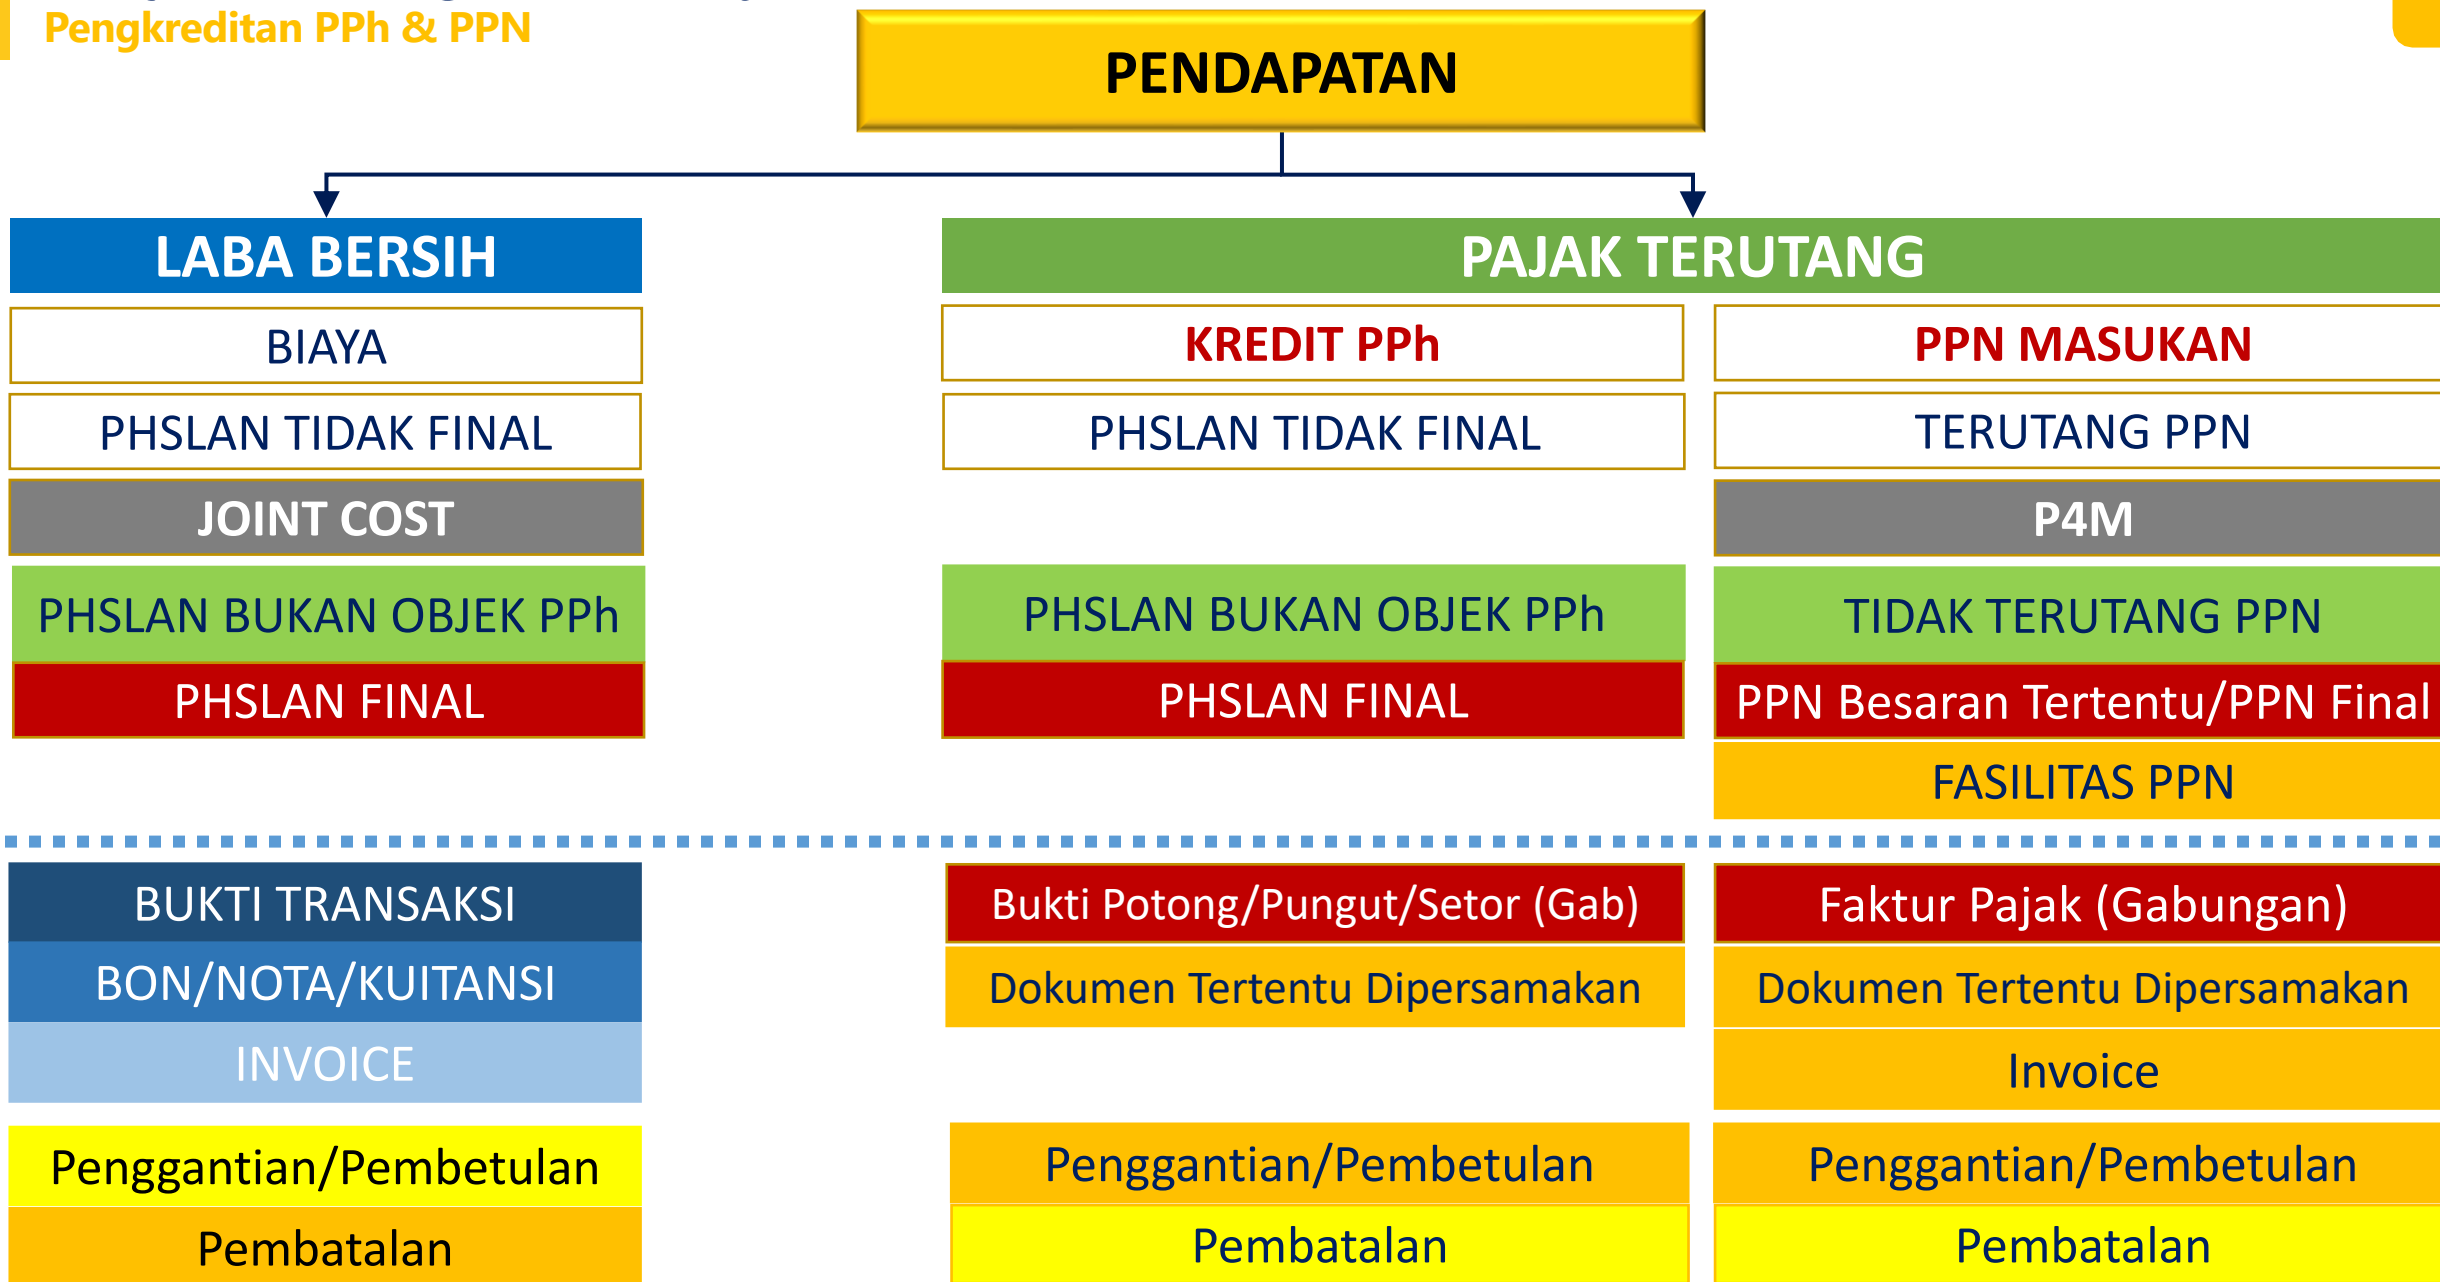 Pengkreditan PPh & PPN
PENDAPATAN
LABA BERSIH
PAJAK TERUTANG
BIAYA
KREDIT PPh
PPN MASUKAN
PHSLAN TIDAK FINAL
PHSLAN TIDAK FINAL
TERUTANG PPN
JOINT COST
P4M
PHSLAN BUKAN OBJEK PPh
PHSLAN BUKAN OBJEK PPh
TIDAK TERUTANG PPN
PHSLAN FINAL
PHSLAN FINAL
PPN Besaran Tertentu/PPN Final
FASILITAS PPN
BUKTI TRANSAKSI
Bukti Potong/Pungut/Setor (Gab)
Faktur Pajak (Gabungan)
BON/NOTA/KUITANSI
Dokumen Tertentu Dipersamakan
Dokumen Tertentu Dipersamakan
INVOICE
Invoice
Penggantian/Pembetulan
Penggantian/Pembetulan
Penggantian/Pembetulan
Pembatalan
Pembatalan
Pembatalan